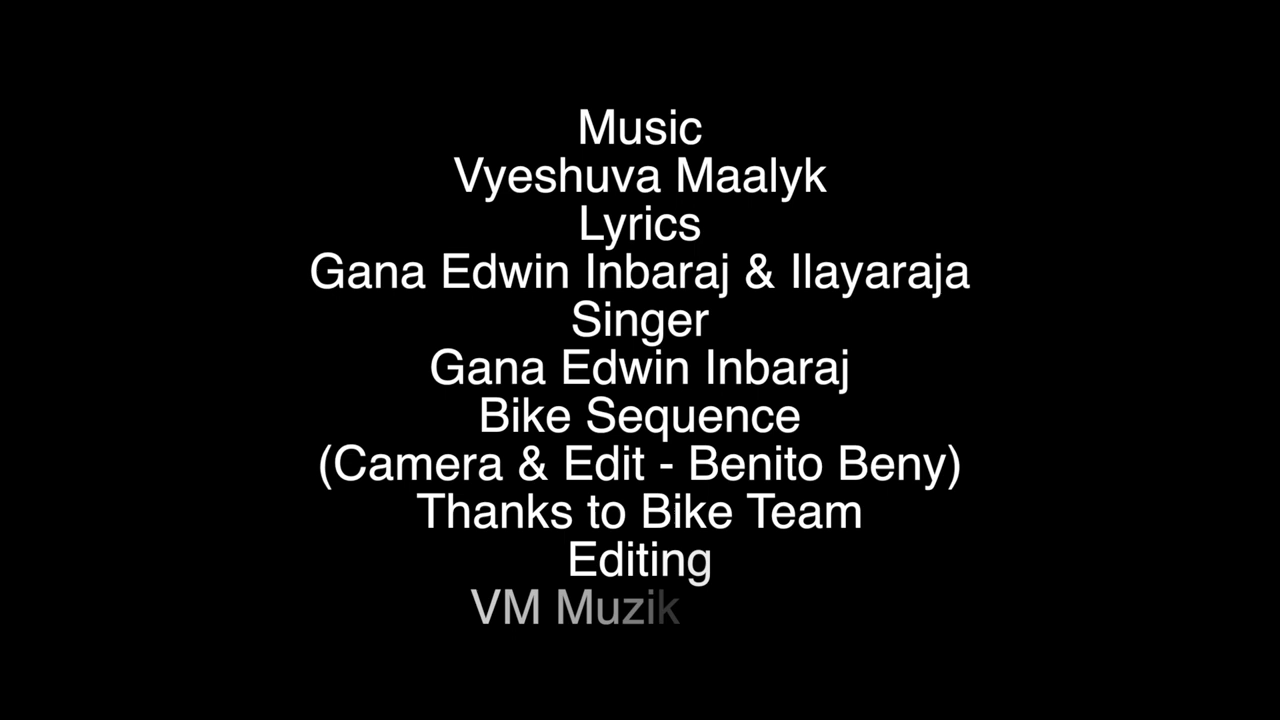 Music
Vyeshuva Maalyk
Lyrics
Gana Edwin Inbaraj & Ilayaraja
Singer
Gana Edwin Inbaraj
Bike Sequence
(Camera & Edit - Benito Beny)
Thanks to Bike Team
Editing
VM Muzik